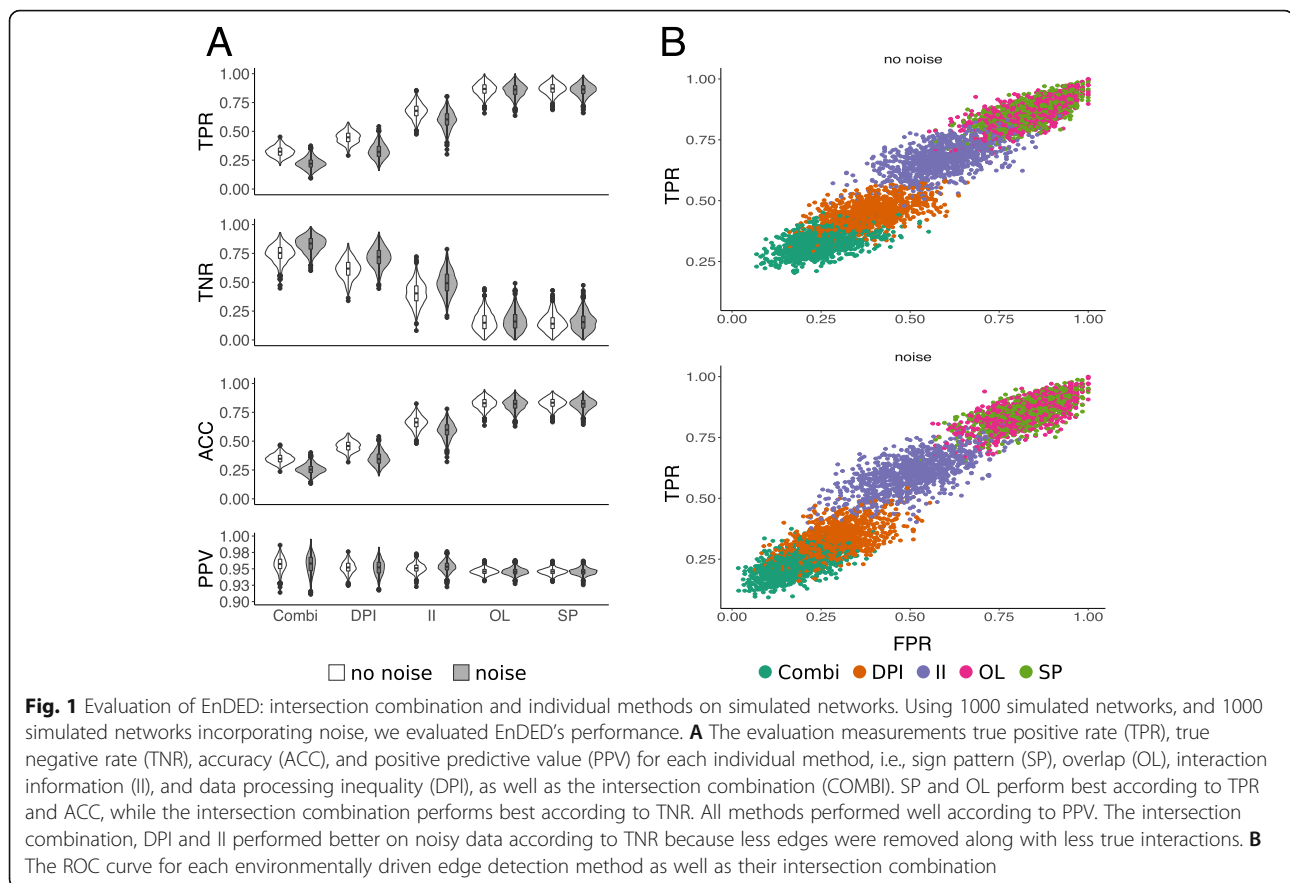 A
B
TPR
1.00
0.75
0.50
0.25
0.00
TNR
1.00
0.75
0.50
0.25
0.00
ACC
1.00
0.75
0.50
0.25
0.00
PPV
1.00
0.98
0.95
0.93
0.90
Combi DPI II OL SP
no noise noise
no noise
TPR
1.00
0.75
0.50
0.25
0.00 0.25 0.50 0.75 1.00
noise
TPR
1.00
0.75
0.50
0.25
0.00 0.25 0.50 0.75 1.00
FPR
Combi DPI II OL SP
Fig. 1 Evaluation of EnDED: intersection combination and individual methods on simulated networks. Using 1000 simulated networks, and 1000
simulated networks incorporating noise, we evaluated EnDED's performance. A The evaluation measurements true positive rate (TPR), true
negative rate (TNR), accuracy (ACC), and positive predictive value (PPV) for each individual method, i.e., sign pattern (SP), overlap (OL), interaction
information (II), and data processing inequality (DPI), as well as the intersection combination (COMBI). SP and OL perform best according to TPR
and ACC, while the intersection combination performs best according to TNR. All methods performed well according to PPV. The intersection
combination, DPI and II performed better on noisy data according to TNR because less edges were removed along with less true interactions. B
The ROC curve for each environmentally driven edge detection method as well as their intersection combination